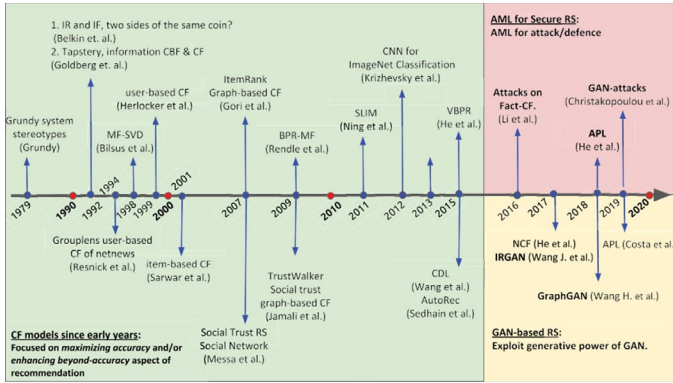 1. IR and IF, two sides of the same coin?
(Belkin et. al.)
2. Tapstery, information CBF & CF
(Goldberg et. al.)
AML for Secure RS:
AML for attack/defence
CNN for
ImageNet Classification
(Krizhevsky et al.)
ItemRank
Graph-based CF
(Gori et al.)
user-based CF
(Herlocker et al.)
Attacks on
Fact-CF.
(Li et al.)
GAN-attacks
(Christakopoulou et al.)
Grundy system
stereotypes
(Grundy)
MF-SVD
(Bilsus et al.)
BPR-MF
(Rendle et al.)
SLIM
(Ning et al.)
VBPR
(He et al.)
APL
(He et al.)
1979
1990
1992
1994
1998
1999
2000
2001
2007
2009
2010
2011
2012
2013
2015
2016
2017
2018
2019
2020
Grouplens user-based
CF of netnews
(Resnick et al.)
item-based CF
(Sarwar et al.)
TrustWalker
Social trust
graph-based CF
(Jamali et al.)
CDL
(Wang et al.)
AutoRec
(Sedhain et al.)
NCF (He et al.)
IRGAN (Wang J. et al.)
APL (Costa et al.)
GraphGAN (Wang H. et al.)
Social Trust RS
Social Network
(Messa et al.)
CF models since early years:
Focused on maximizing accuracy and/or
enhancing beyond-accuracy aspect of
recommendation
GAN-based RS:
Exploit generative power of GAN.